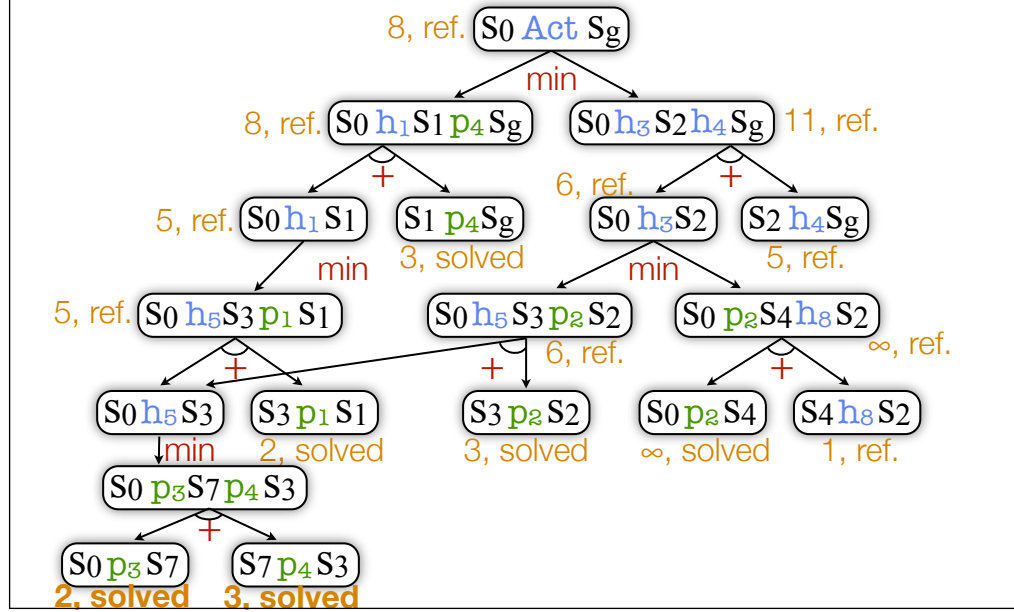 8, ref. S0 Act Sg
min
8, ref. S0 h1 S1 p4 Sg S0 h3 S2 h4 Sg 11, ref.
+ +
6, ref.
5, ref. S0 h1 S1 S1 p4 Sg S0 h3 S2 S2 h4 Sg
3, solved 5, ref.
min min
5, ref. S0 h5 S3 p1 S1 S0 h5 S3 p2 S2 S0 p2 S4 h8 S2
6, ref. ∞, ref.
+ + +
S0 h5 S3 S3 p1 S1 S3 p2 S2 S0 p2 S4 S4 h8 S2
min 2, solved 3, solved ∞, solved 1, ref.
S0 p3 S7 p4 S3
+
S0 p3 S7 S7 p4 S3
2, solved 3, solved